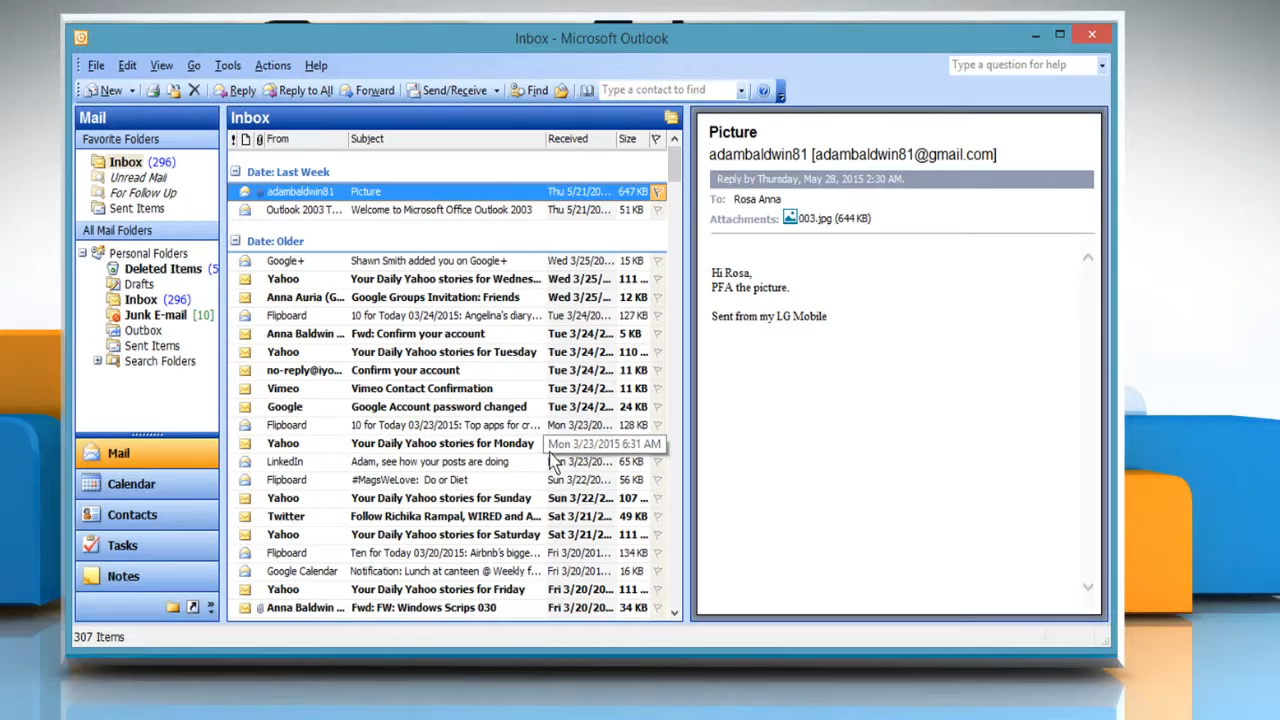 Inbox - Microsoft Outlook
File Edit View Go Tools Actions Help
Type a question for help
New Reply Reply to All Forward Send/Receive Find Type a contact to find
Mail
Favorite Folders
Inbox (296)
Unread Mail
For Follow Up
Sent Items
All Mail Folders
Personal Folders
Deleted Items (5
Drafts
Inbox (296)
Junk E-mail [10]
Outbox
Sent Items
Search Folders
Mail
Calendar
Contacts
Tasks
Notes
307 Items
Inbox
! From Subject Received Size
Date: Last Week
adambaldwin81 Picture Thu 5/21/20... 647 KB
Outlook 2003 T... Welcome to Microsoft Office Outlook 2003 Thu 5/21/20... 51 KB
Date: Older
Google+ Shawn Smith added you on Google+ Wed 3/25/... 15 KB
Yahoo Your Daily Yahoo stories for Wednes... Wed 3/25/... 111 ...
Anna Auria (G... Google Groups Invitation: Friends Wed 3/25/... 12 KB
Flipboard 10 for Today 03/24/2015: Angelina's diary... Tue 3/24/20... 127 KB
Anna Baldwin ... Fwd: Confirm your account Tue 3/24/2... 5 KB
Yahoo Your Daily Yahoo stories for Tuesday Tue 3/24/2... 110 ...
no-reply@iyo... Confirm your account Tue 3/24/2... 11 KB
Vimeo Vimeo Contact Confirmation Tue 3/24/2... 11 KB
Google Google Account password changed Tue 3/24/2... 24 KB
Flipboard 10 for Today 03/23/2015: Top apps for cr... Mon 3/23/20... 128 KB
Yahoo Your Daily Yahoo stories for Monday Mon 3/23/2015 6:31 AM
LinkedIn Adam, see how your posts are doing 3/23/20... 65 KB
Flipboard #MagsWeLove: Do or Diet Sun 3/22/20... 56 KB
Yahoo Your Daily Yahoo stories for Sunday Sun 3/22/2... 107 ...
Twitter Follow Richika Rampal, WIRED and A... Sat 3/21/2... 49 KB
Yahoo Your Daily Yahoo stories for Saturday Sat 3/21/2... 111 ...
Flipboard Ten for Today 03/20/2015: Airbnb's bigge... Fri 3/20/201... 134 KB
Google Calendar Notification: Lunch at canteen @ Weekly f... Fri 3/20/201... 16 KB
Yahoo Your Daily Yahoo stories for Friday Fri 3/20/20... 111 ...
Anna Baldwin ... Fwd: FW: Windows Scrips 030 Fri 3/20/20... 34 KB
Picture
adambaldwin81 [adambaldwin81@gmail.com]
Reply by Thursday, May 28, 2015 2:30 AM.
To: Rosa Anna
Attachments: 003.jpg (644 KB)
Hi Rosa,
PFA the picture.
Sent from my LG Mobile